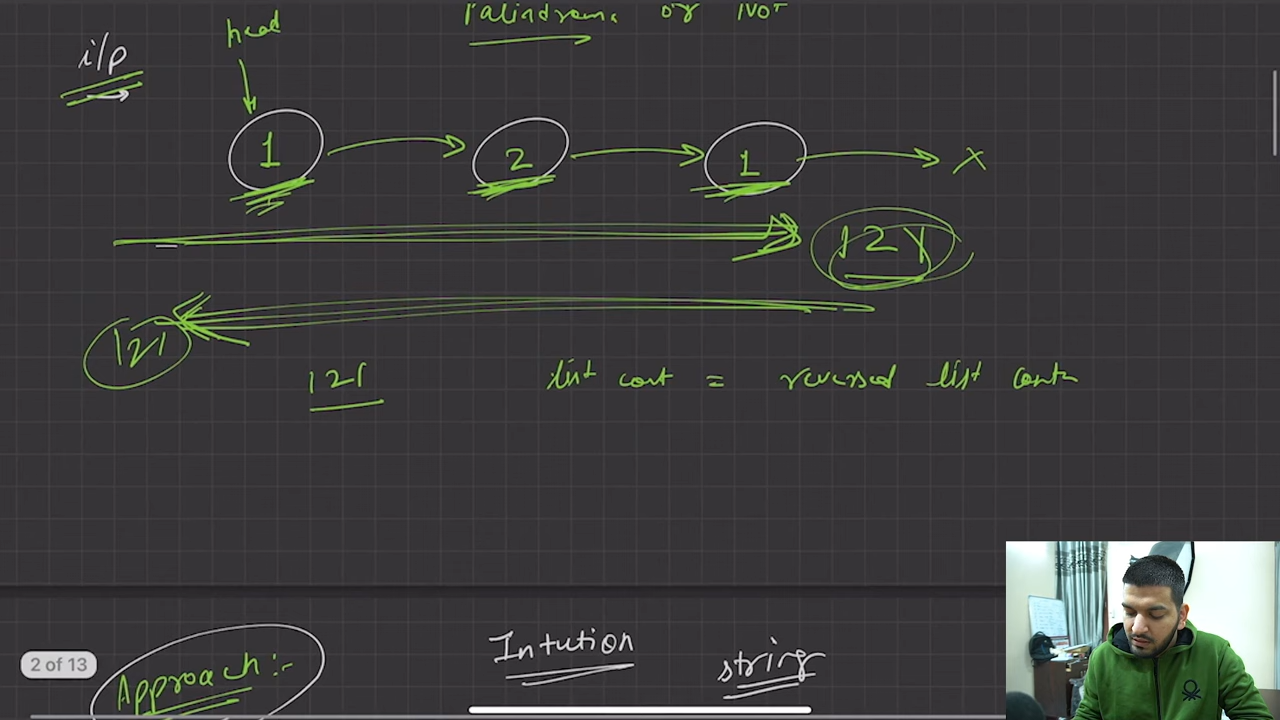 Palindrome or Not
head
i/p
1 2 1 X
121
121
121 list cont = reversed list conte
Intution
string
2 of 13
Approach:-